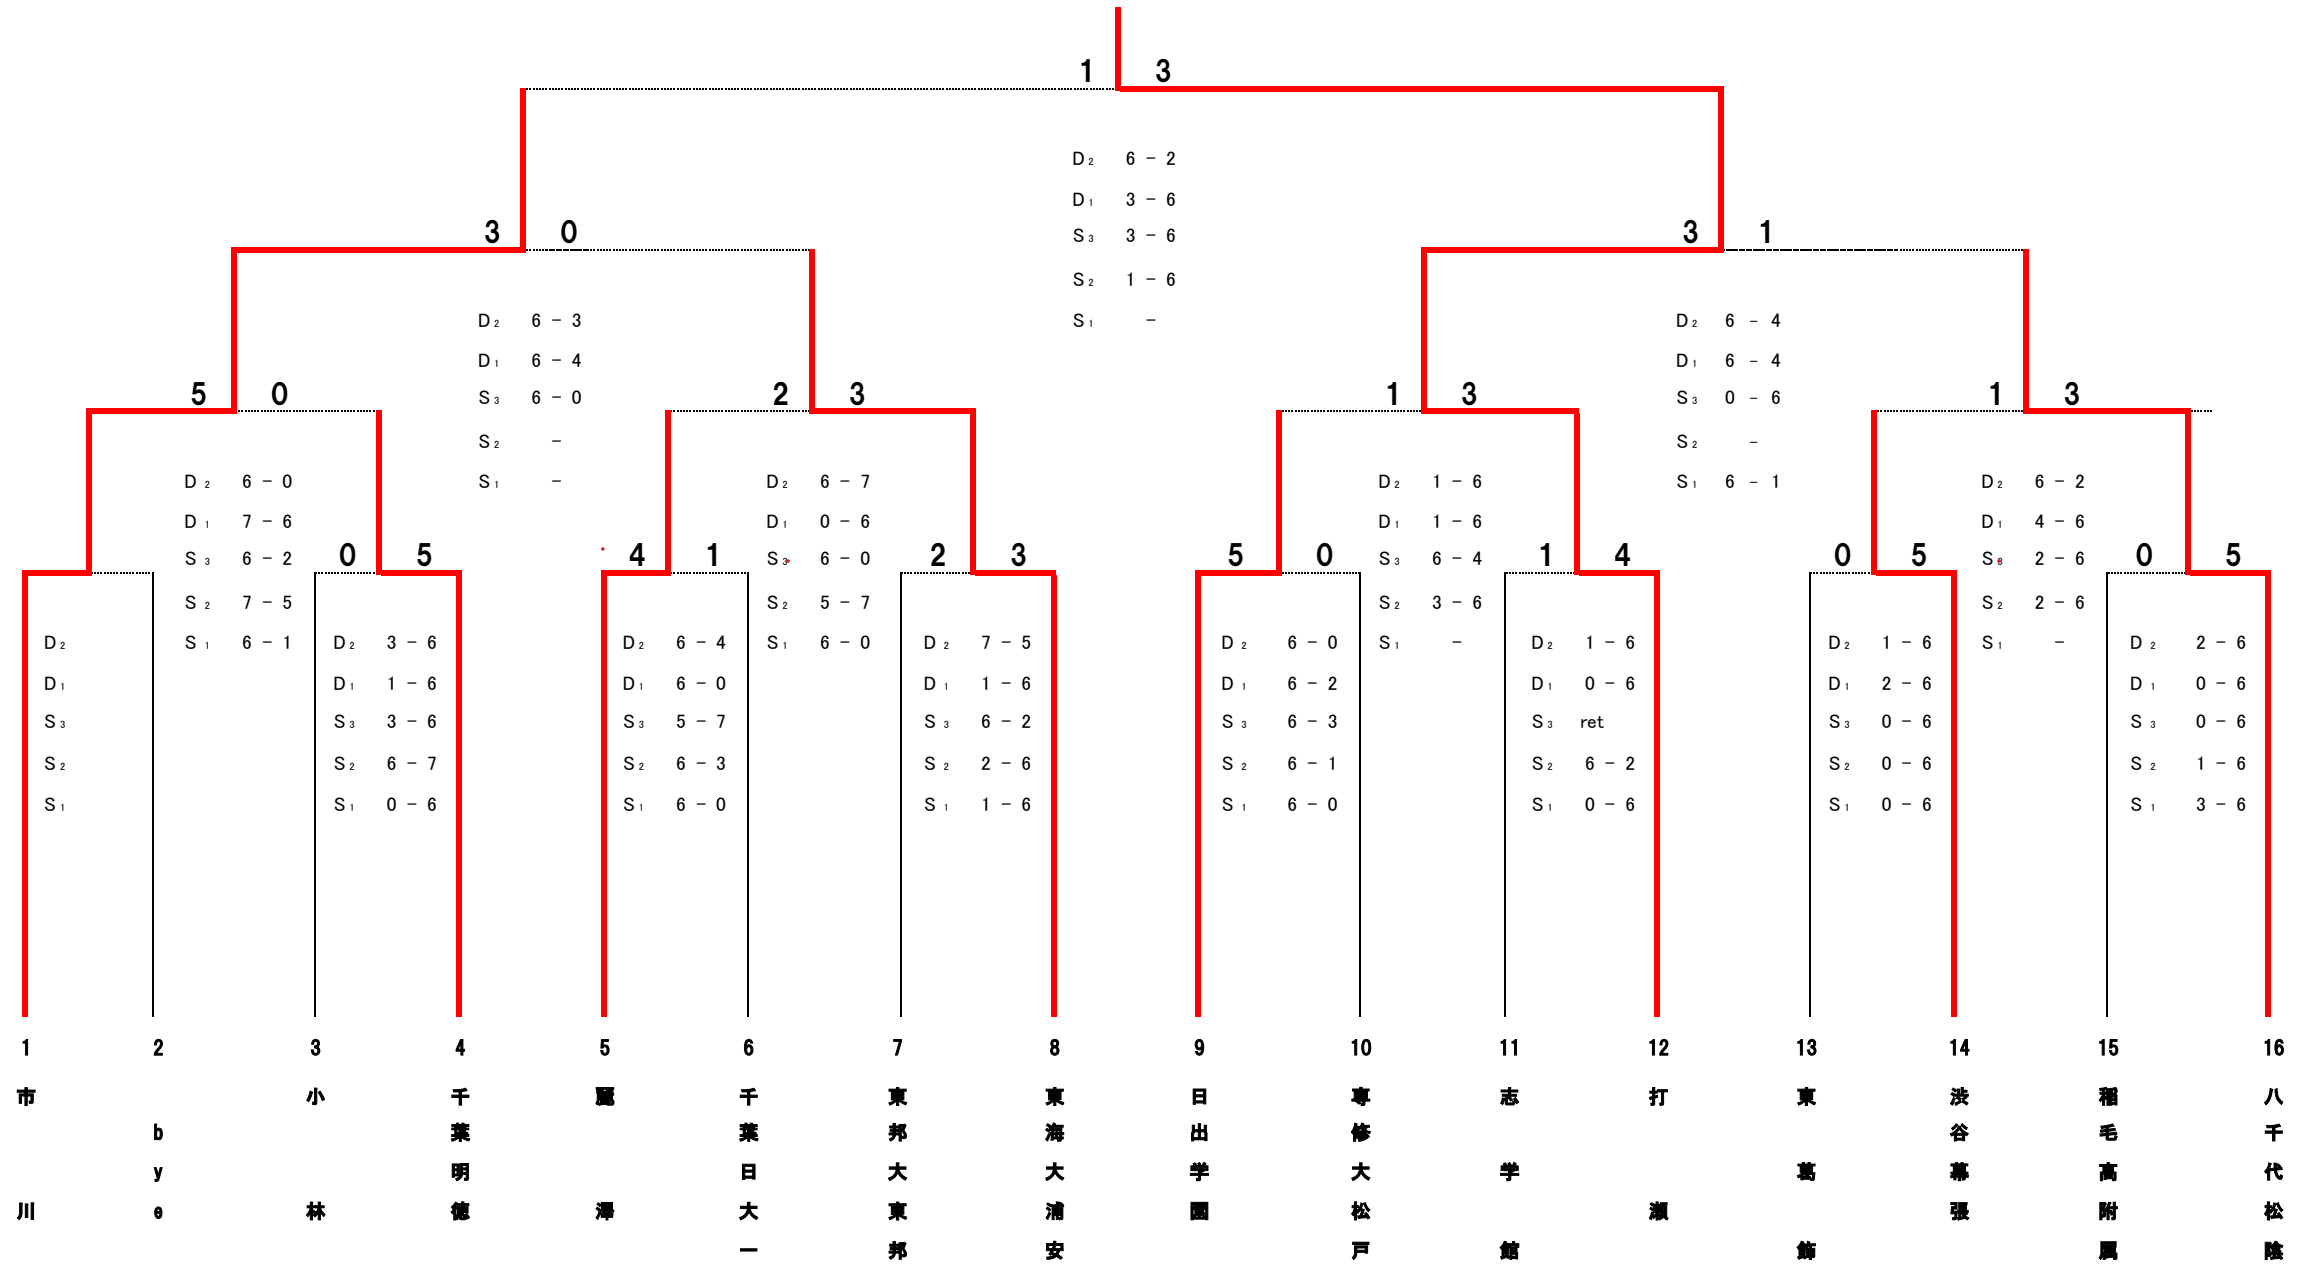 1 3
D2 6-2
D1 3-6
S3 3-6
S2 1-6
S1 -
3 0
D2 6-3
D1 6-4
S3 6-0
S2 -
S1 -
3 1
D2 6-4
D1 6-4
S3 0-6
S2 -
S1 6-1
5 0
D2 6-0
D1 7-6
S3 6-2
S2 7-5
S1 6-1
2 3
D2 6-7
D1 0-6
S3 6-0
S2 5-7
S1 6-0
1 3
D2 1-6
D1 1-6
S3 6-4
S2 3-6
S1 -
1 3
D2 6-2
D1 4-6
S3 2-6
S2 2-6
S1 -
D2
D1
S3
S2
S1
0 5
D2 3-6
D1 1-6
S3 3-6
S2 6-7
S1 0-6
4 1
D2 6-4
D1 6-0
S3 5-7
S2 6-3
S1 6-0
2 3
D2 7-5
D1 1-6
S3 6-2
S2 2-6
S1 1-6
5 0
D2 6-0
D1 6-2
S3 6-3
S2 6-1
S1 6-0
1 4
D2 1-6
D1 0-6
S3 ret
S2 6-2
S1 0-6
0 5
D2 1-6
D1 2-6
S3 0-6
S2 0-6
S1 0-6
0 5
D2 2-6
D1 0-6
S3 0-6
S2 1-6
S1 3-6
1 市川
2 bye
3 小林
4 千葉明徳
5 麗澤
6 千葉日大一
7 東邦大東邦
8 東海大浦安
9 日出学園
10 専修大松戸
11 志学館
12 打瀬
13 東葛飾
14 渋谷幕張
15 稲毛高附属
16 八千代松陰